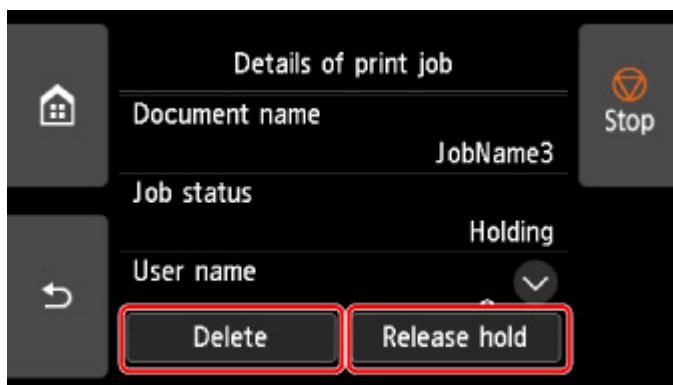 Details of print job
Stop
Document name
JobName3
Job status
Holding
User name
Delete
Release hold